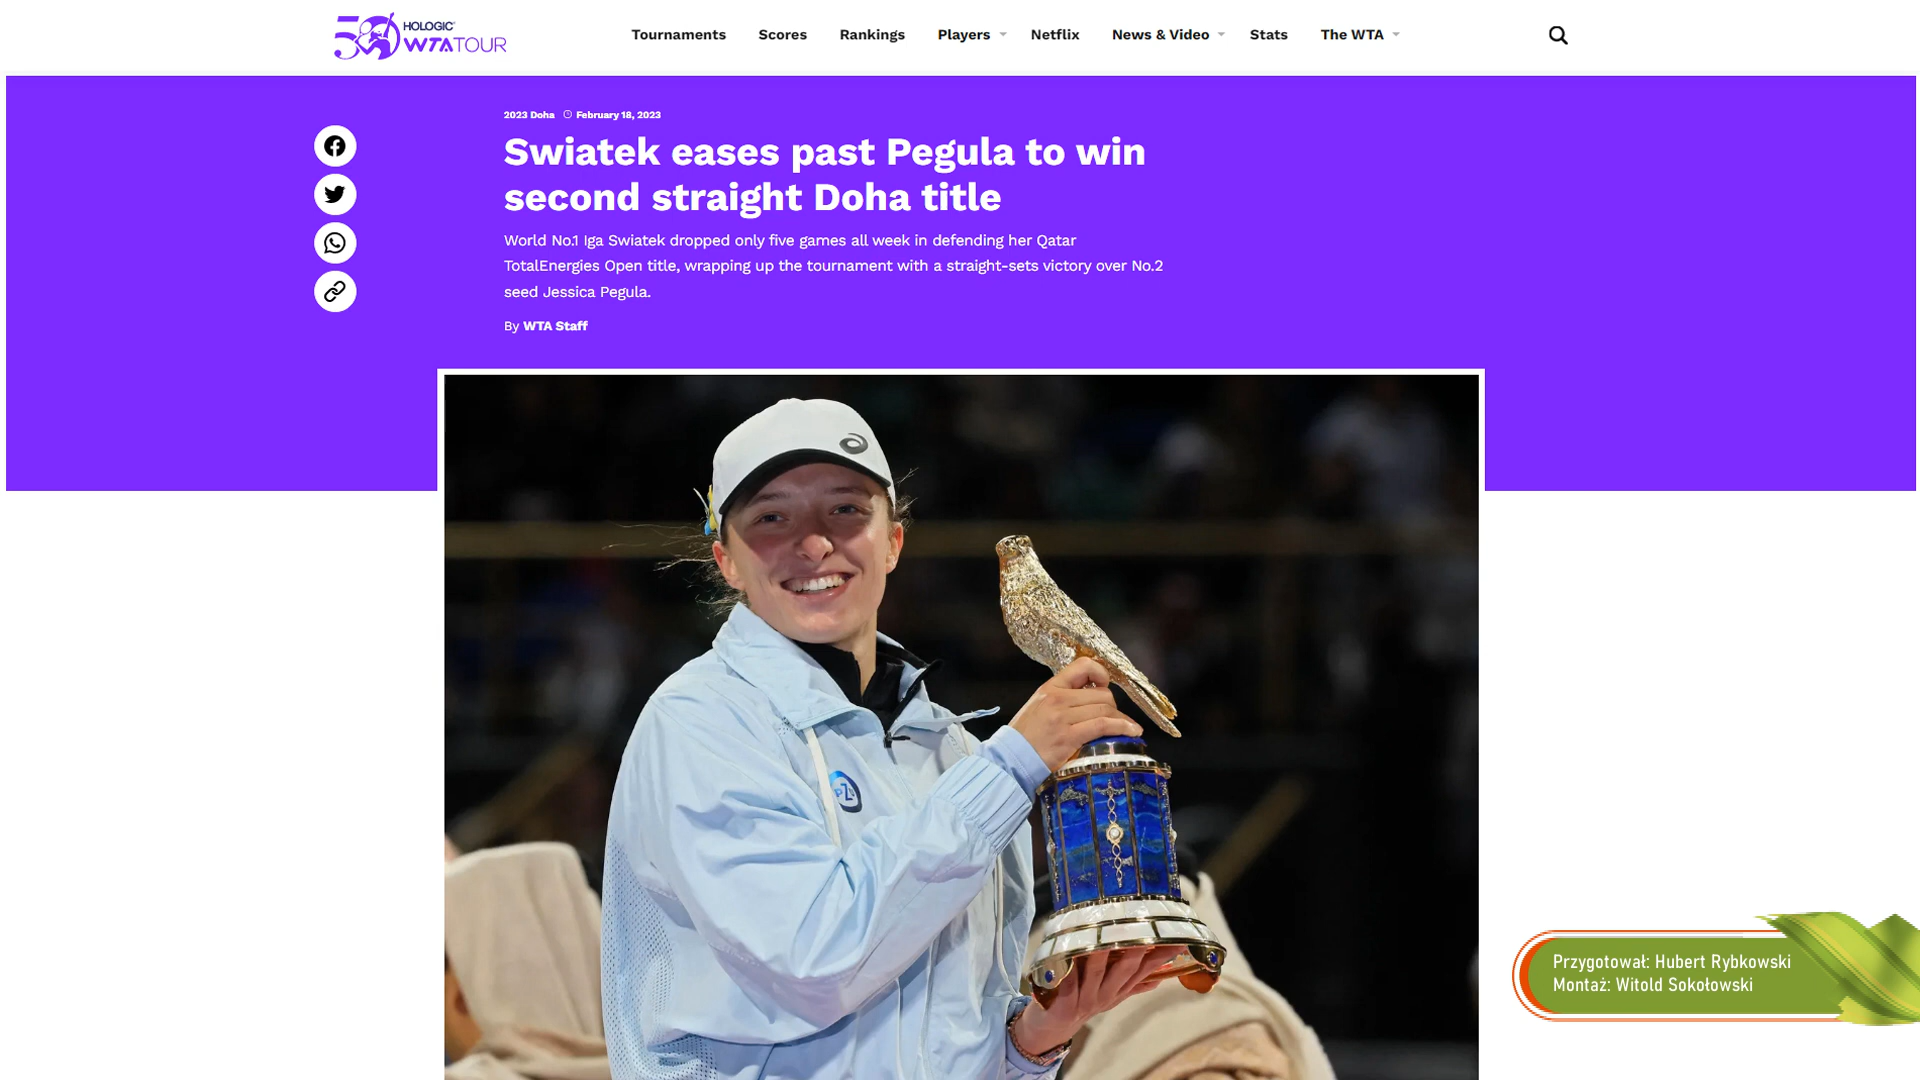 50 HOLOGIC WTATOUR
Tournaments Scores Rankings Players Netflix News & Video Stats The WTA
2023 Doha February 18, 2023
Swiatek eases past Pegula to win
second straight Doha title
World No.1 Iga Swiatek dropped only five games all week in defending her Qatar
TotalEnergies Open title, wrapping up the tournament with a straight-sets victory over No.2
seed Jessica Pegula.
By WTA Staff
PZU
Przygotował: Hubert Rybkowski
Montaż: Witold Sokołowski